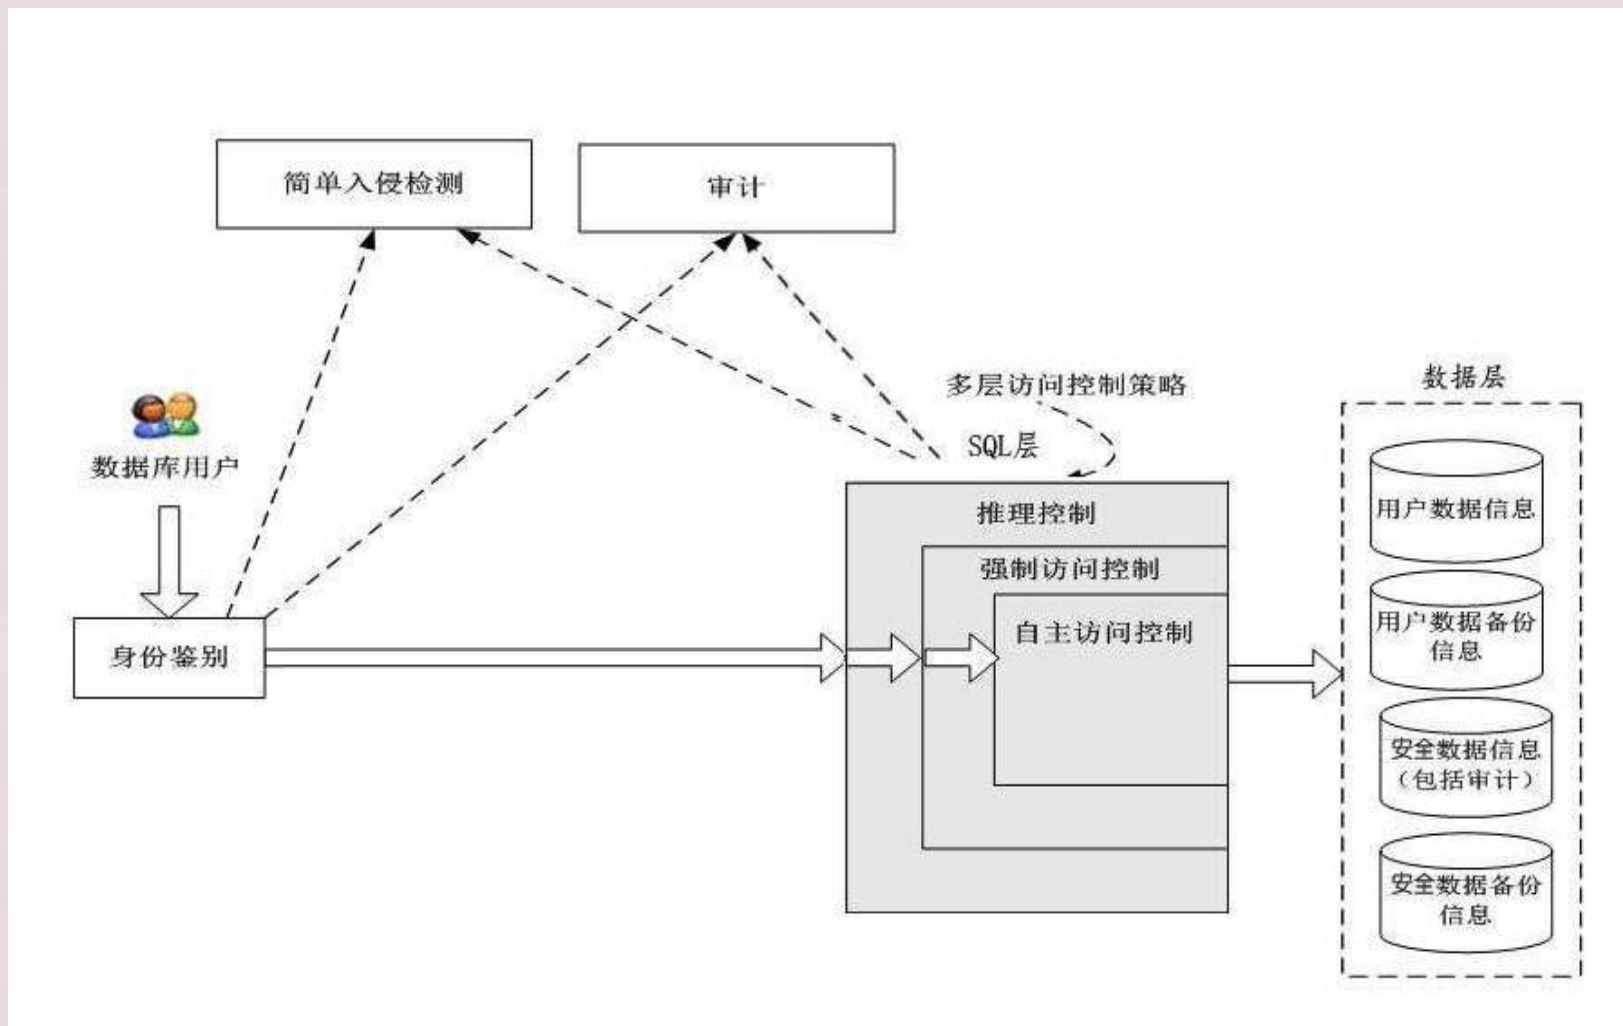 简单入侵检测
审计
多层访问控制策略
数据层
SQL层
数据库用户
推理控制
强制访问控制
自主访问控制
身份鉴别
用户数据信息
用户数据备份
信息
安全数据信息
（包括审计）
安全数据备份
信息